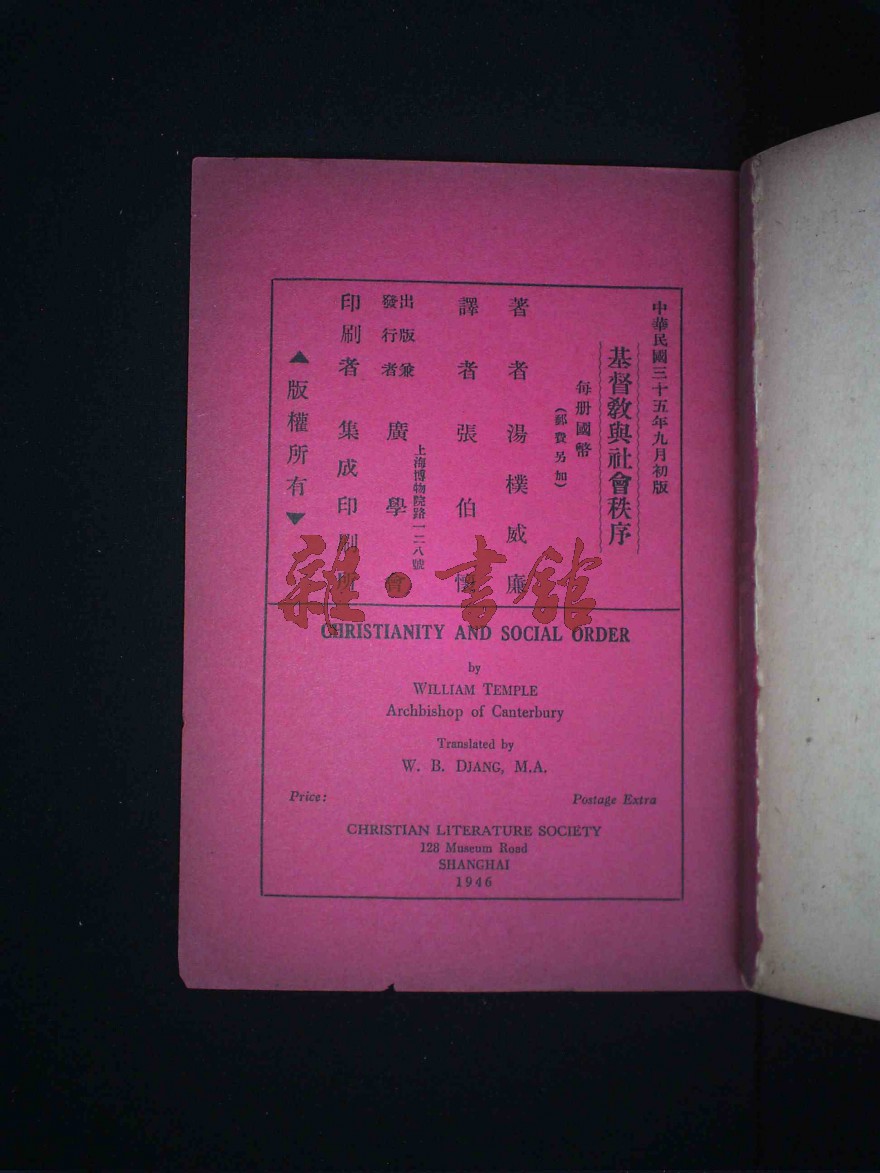 中華民國三十五年九月初版
基督教與社會秩序
每册國幣
(郵費另加)
著者湯樸威廉
譯者張伯懷
上海博物院路一二八號
出版兼
發行者廣學會
印刷者集成印刷所
▲版權所有▼
CHRISTIANITY AND SOCIAL ORDER
by
WILLIAM TEMPLE
Archbishop of Canterbury
Translated by
W. B. DJANG, M.A.
Price: Postage Extra
CHRISTIAN LITERATURE SOCIETY
128 Museum Road
SHANGHAI
1946
雜·書館